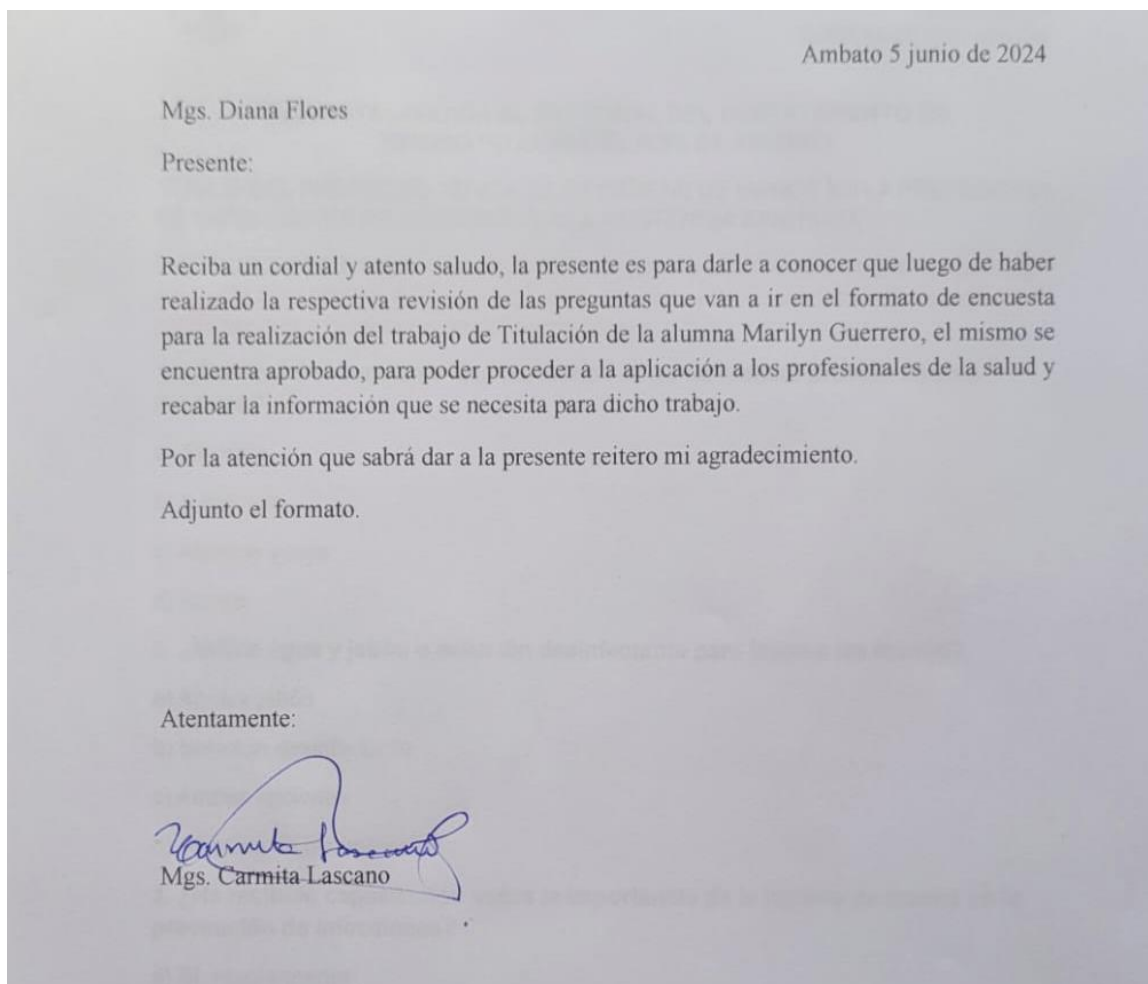 Ambato 5 junio de 2024
Mgs. Diana Flores
Presente:
Reciba un cordial y atento saludo, la presente es para darle a conocer que luego de haber
realizado la respectiva revisión de las preguntas que van a ir en el formato de encuesta
para la realización del trabajo de Titulación de la alumna Marilyn Guerrero, el mismo se
encuentra aprobado, para poder proceder a la aplicación a los profesionales de la salud y
recabar la información que se necesita para dicho trabajo.
Por la atención que sabrá dar a la presente reitero mi agradecimiento.
Adjunto el formato.
Atentamente:
Mgs. Carmita Lascano